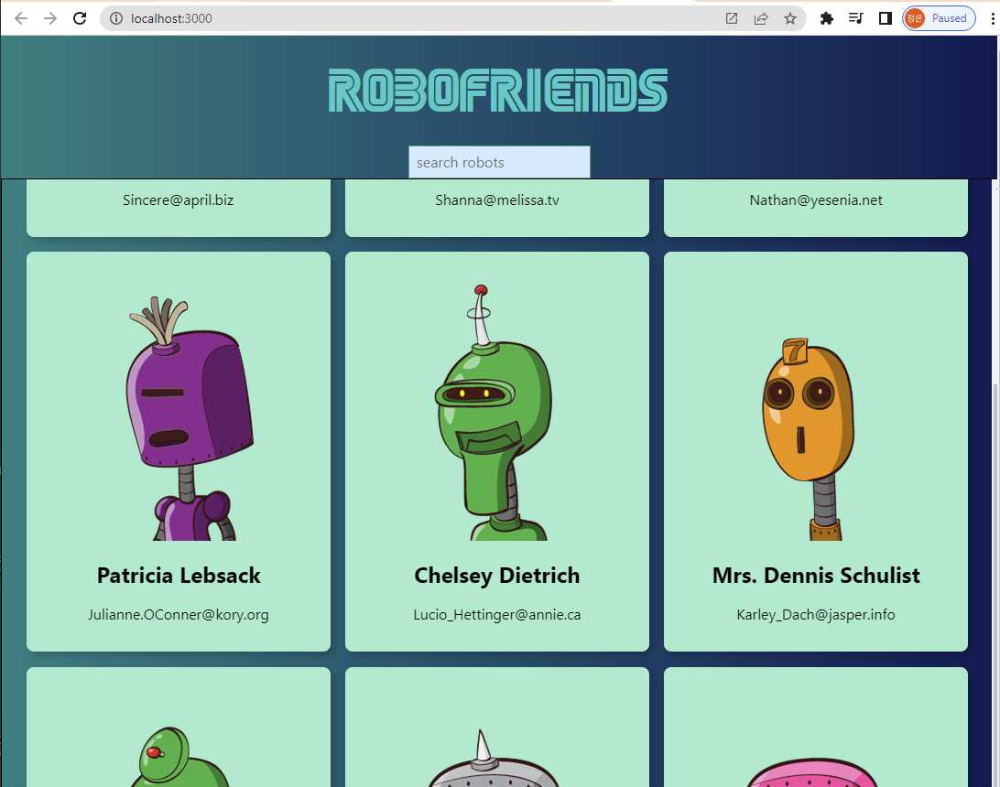 localhost:3000
정은
Paused
ROBOFRIENDS
search robots
Sincere@april.biz
Shanna@melissa.tv
Nathan@yesenia.net
7
Patricia Lebsack
Chelsey Dietrich
Mrs. Dennis Schulist
Julianne.OConner@kory.org
Lucio_Hettinger@annie.ca
Karley_Dach@jasper.info